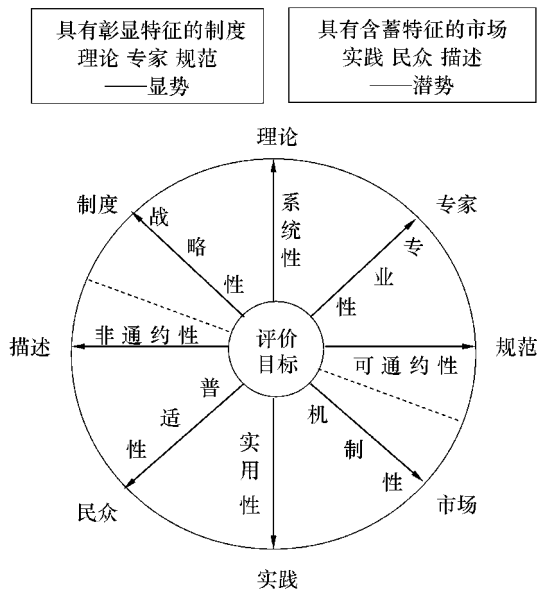 具有彰显特征的制度
理论 专家 规范
——显势
具有含蓄特征的市场
实践 民众 描述
——潜势
理论
制度
专家
战略性
系统性
专业性
描述
非通约性
评价
目标
可通约性
规范
普适性
实用性
机制性
民众
市场
实践